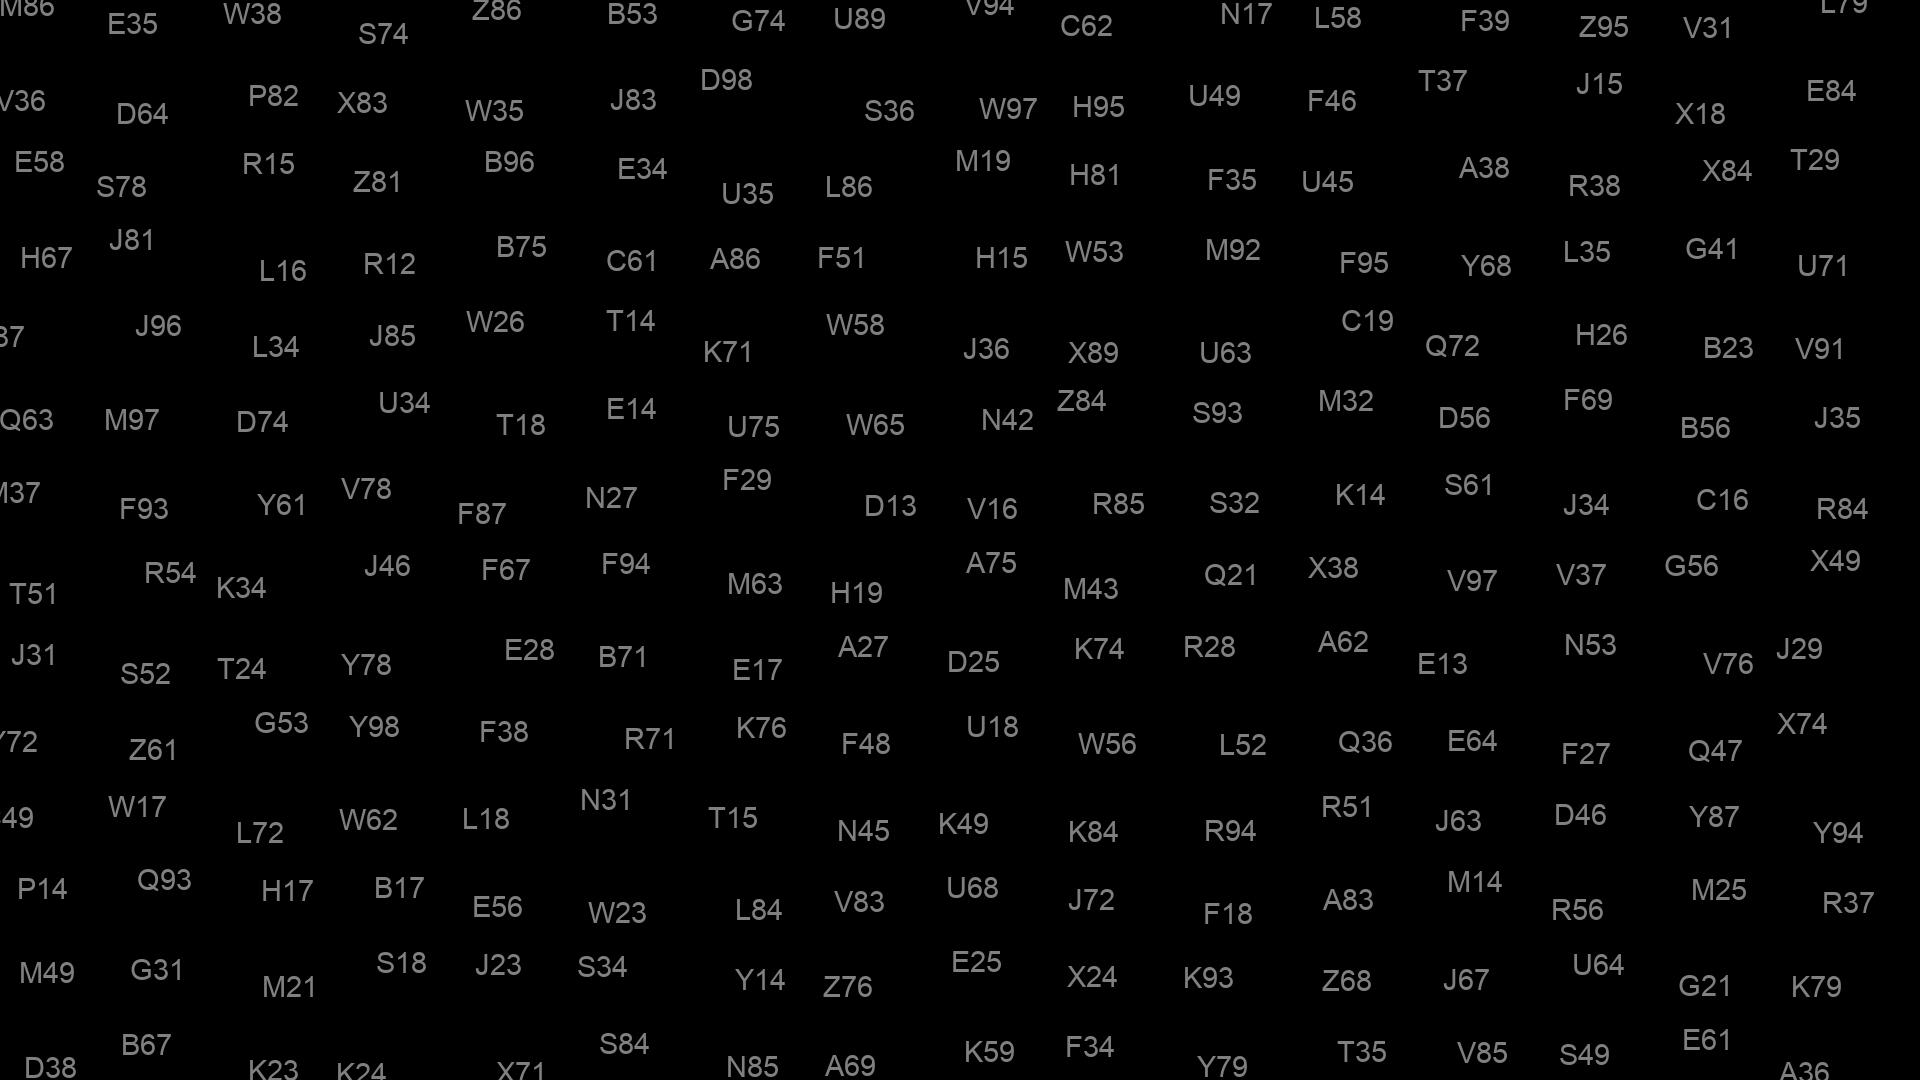 M86 E35 W38 S74 Z86 B53 G74 U89 V94 C62 N17 L58 F39 Z95 V31 L79
V36 D64 P82 X83 W35 J83 D98 S36 W97 H95 U49 F46 T37 J15 X18 E84
E58 S78 R15 Z81 B96 E34 U35 L86 M19 H81 F35 U45 A38 R38 X84 T29
H67 J81 L16 R12 B75 C61 A86 F51 H15 W53 M92 F95 Y68 L35 G41 U71
J96 L34 J85 W26 T14 K71 W58 J36 X89 U63 C19 Q72 H26 B23 V91
Q63 M97 D74 U34 T18 E14 U75 W65 N42 Z84 S93 M32 D56 F69 B56 J35
M37 F93 Y61 V78 F87 N27 F29 D13 V16 R85 S32 K14 S61 J34 C16 R84
T51 R54 K34 J46 F67 F94 M63 H19 A75 M43 Q21 X38 V97 V37 G56 X49
J31 S52 T24 Y78 E28 B71 E17 A27 D25 K74 R28 A62 E13 N53 V76 J29
Z61 G53 Y98 F38 R71 K76 F48 U18 W56 L52 Q36 E64 F27 Q47 X74
49 W17 L72 W62 L18 N31 T15 N45 K49 K84 R94 R51 J63 D46 Y87 Y94
P14 Q93 H17 B17 E56 W23 L84 V83 U68 J72 F18 A83 M14 R56 M25 R37
M49 G31 M21 S18 J23 S34 Y14 Z76 E25 X24 K93 Z68 J67 U64 G21 K79
D38 B67 K23 K24 X71 S84 N85 A69 K59 F34 Y79 T35 V85 S49 E61 A36